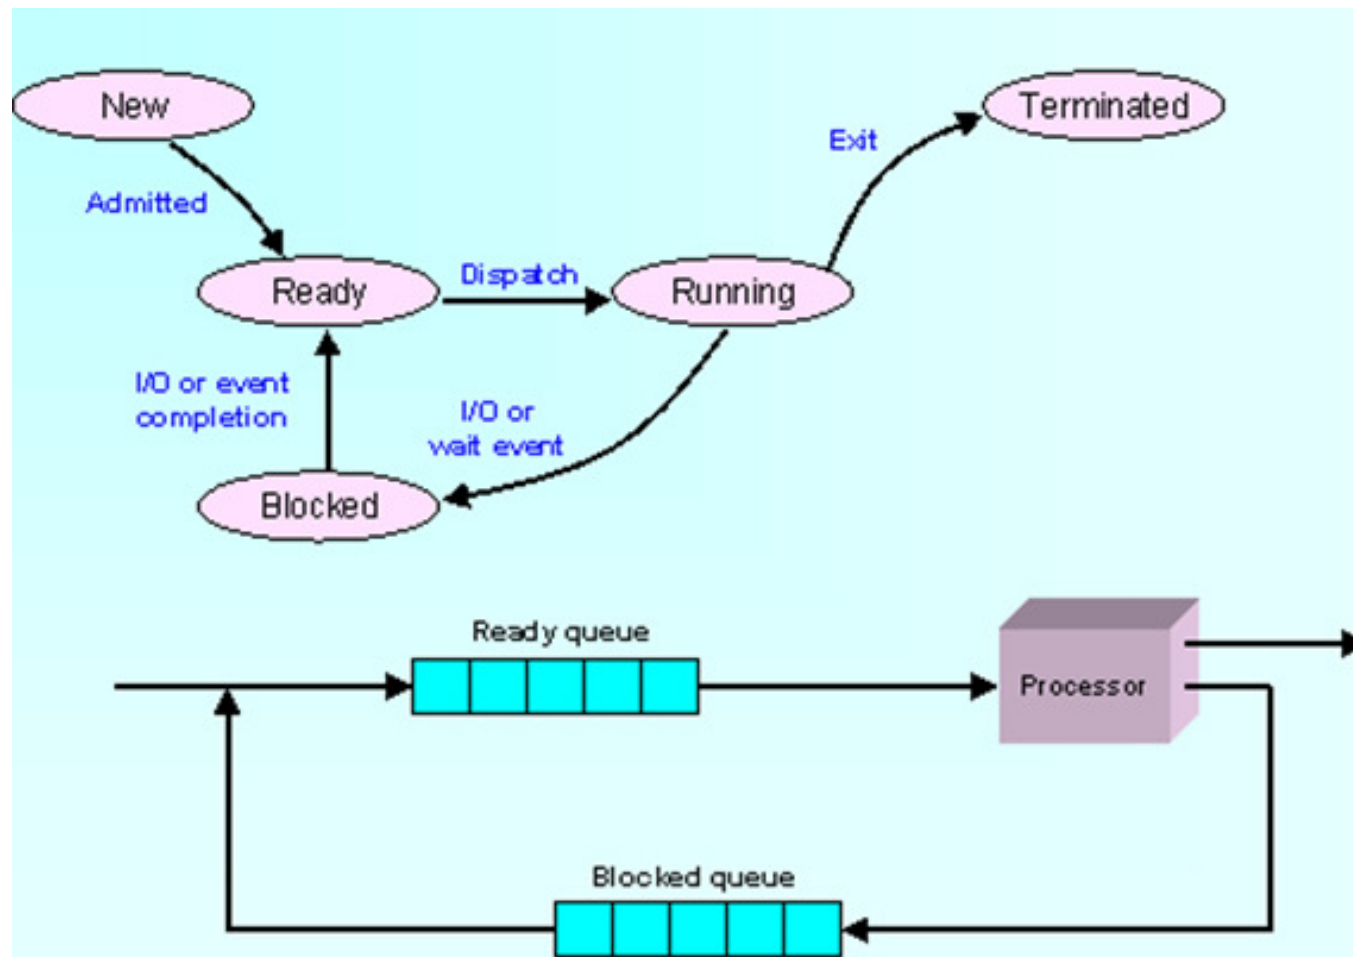 New
Terminated
Exit
Admitted
Dispatch
Ready
Running
I/O or event
completion
I/O or
wait event
Blocked
Ready queue
Processor
Blocked queue